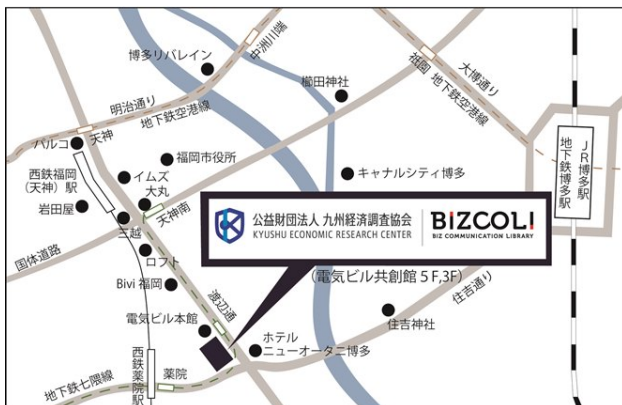 博多リバレイン
中洲川端
明治通り
地下鉄空港線
祇園
地下鉄空港線
大博通り
櫛田神社
パルコ
天神
福岡市役所
西鉄福岡
(天神)駅
イムズ
大丸
キャナルシティ博多
JR博多駅
地下鉄博多駅
岩田屋
天神南
三越
国体道路
ロフト
公益財団法人 九州経済調査協会
KYUSHU ECONOMIC RESEARCH CENTER
BIZCOLI
BIZ COMMUNICATION LIBRARY
(電気ビル共創館5F,3F)
Bivi 福岡
渡辺通
住吉通り
電気ビル本館
住吉神社
ホテル
ニューオータニ博多
西鉄薬院駅
薬院
地下鉄七隈線